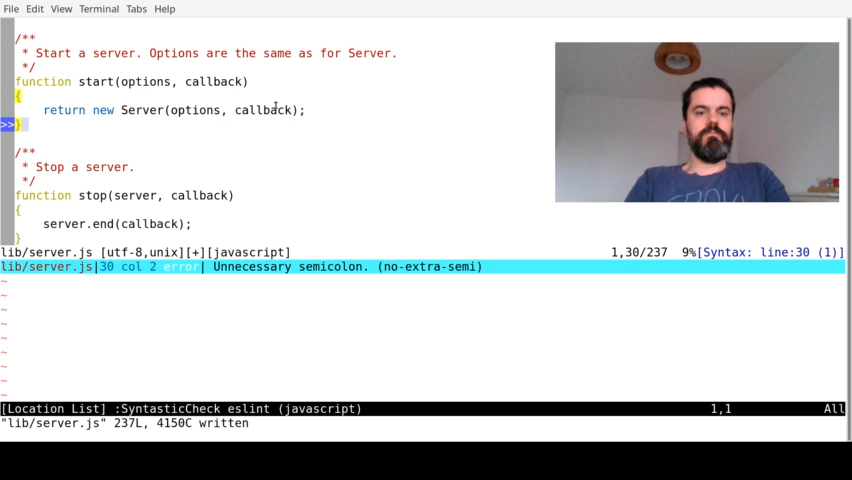 File Edit View Terminal Tabs Help
/**
* Start a server. Options are the same as for Server.
*/
function start(options, callback)
{
return new Server(options, callback);
>>}
/**
* Stop a server.
*/
function stop(server, callback)
{
server.end(callback);
}
lib/server.js [utf-8,unix][+][javascript] 1,30/237 9%[Syntax: line:30 (1)]
lib/server.js|30 col 2 error| Unnecessary semicolon. (no-extra-semi)
~
~
~
~
~
~
~
~
~
[Location List] :SyntasticCheck eslint (javascript) 1,1 All
"lib/server.js" 237L, 4150C written